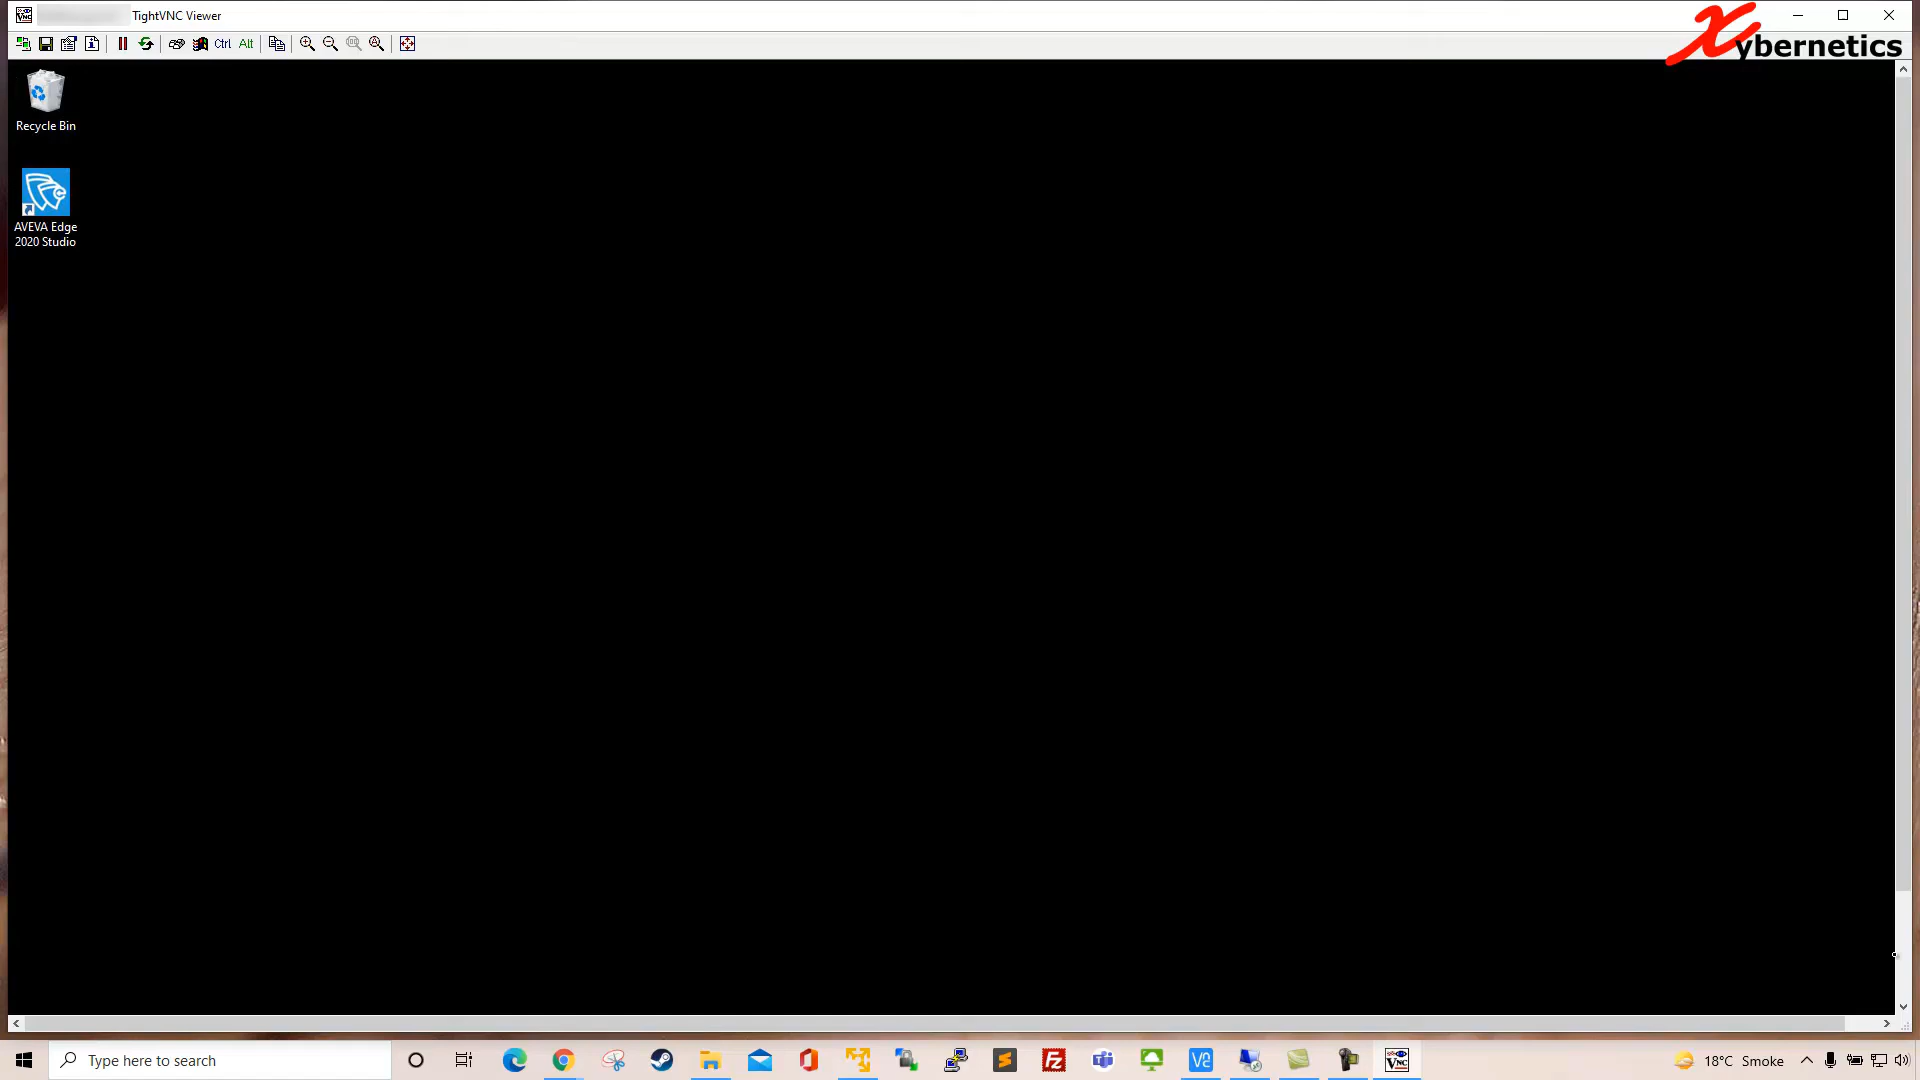 TightVNC Viewer
Xybernetics
Ctrl Alt
Recycle Bin
AVEVA Edge
2020 Studio
Type here to search
18°C Smoke